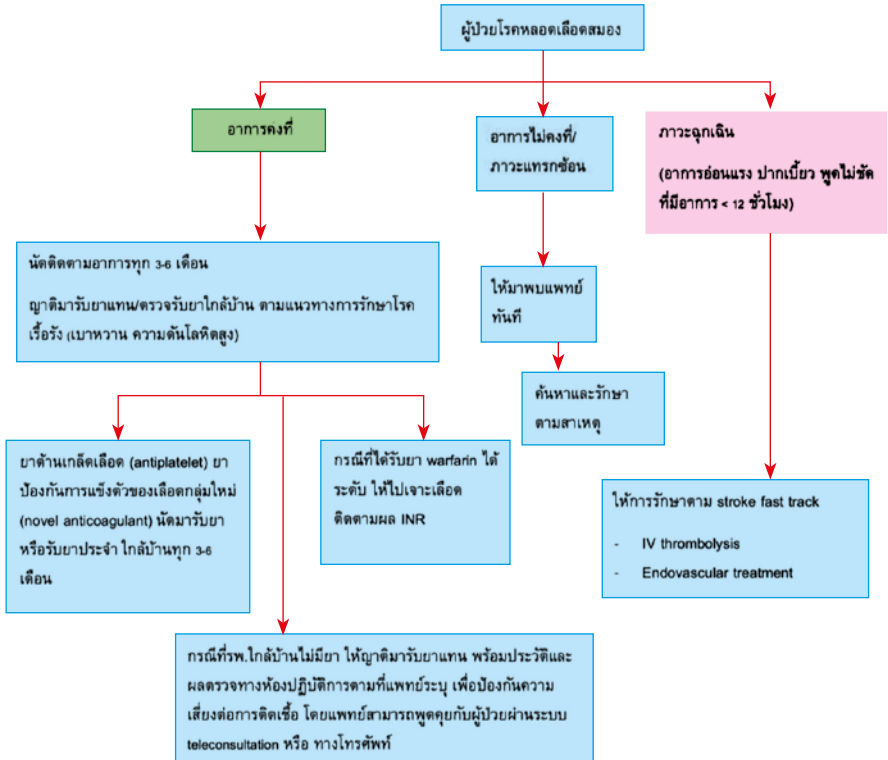 ผู้ป่วยโรคหลอดเลือดสมอง
อาการคงที่
อาการไม่คงที่/
ภาวะแทรกซ้อน
ภาวะฉุกเฉิน
(อาการอ่อนแรง ปากเบี้ยว พูดไม่ชัด
ที่มีอาการ < 12 ชั่วโมง)
นัดติดตามอาการทุก 3-6 เดือน
ญาติมารับยาแทน/ตรวจรับยาใกล้บ้าน ตามแนวทางการรักษาโรค
เรื้อรัง (เบาหวาน ความดันโลหิตสูง)
ให้มาพบแพทย์
ทันที
ค้นหาและรักษา
ตามสาเหตุ
ยาต้านเกล็ดเลือด (antiplatelet) ยา
ป้องกันการแข็งตัวของเลือดกลุ่มใหม่
(novel anticoagulant) นัดมารับยา
หรือรับยาประจำ ใกล้บ้านทุก 3-6
เดือน
กรณีที่ได้รับยา warfarin ได้
ระดับ ให้ไปเจาะเลือด
ติดตามผล INR
ให้การรักษาตาม stroke fast track
- IV thrombolysis
- Endovascular treatment
กรณีที่รพ.ใกล้บ้านไม่มียา ให้ญาติมารับยาแทน พร้อมประวัติและ
ผลตรวจทางห้องปฏิบัติการตามที่แพทย์ระบุ เพื่อป้องกันความ
เสี่ยงต่อการติดเชื้อ โดยแพทย์สามารถพูดคุยกับผู้ป่วยผ่านระบบ
teleconsultation หรือ ทางโทรศัพท์